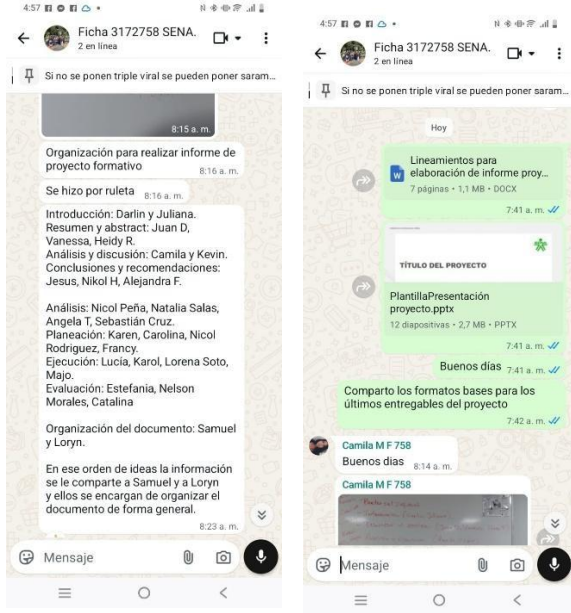 4:57
Ficha 3172758 SENA.
2 en línea
Si no se ponen triple viral se pueden poner saram...
8:15 a. m.
Organización para realizar informe de
proyecto formativo
8:16 a. m.
Se hizo por ruleta
8:16 a. m.
Introducción: Darlin y Juliana.
Resumen y abstract: Juan D,
Vanessa, Heidy R.
Análisis y discusión: Camila y Kevin.
Conclusiones y recomendaciones:
Jesus, Nikol H, Alejandra F.
Análisis: Nicol Peña, Natalia Salas,
Angela T, Sebastián Cruz.
Planeación: Karen, Carolina, Nicol
Rodriguez, Francy.
Ejecución: Lucía, Karol, Lorena Soto,
Majo.
Evaluación: Estefania, Nelson
Morales, Catalina
Organización del documento: Samuel
y Loryn.
En ese orden de ideas la información
se le comparte a Samuel y a Loryn
y ellos se encargan de organizar el
documento de forma general.
8:23 a. m.
Mensaje
4:57
Ficha 3172758 SENA.
2 en línea
Si no se ponen triple viral se pueden poner saram...
Hoy
Lineamientos para
elaboración de informe proy...
W
7 páginas • 1,1 MB • DOCX
7:41 a. m.
TÍTULO DEL PROYECTO
PlantillaPresentación
proyecto.pptx
12 diapositivas • 2,7 MB • PPTX
7:41 a. m.
Buenos días
7:41 a. m.
Comparto los formatos bases para los
últimos entregables del proyecto
7:42 a. m.
Camila M F 758
Buenos dias
8:14 a. m.
Camila M F 758
Mensaje